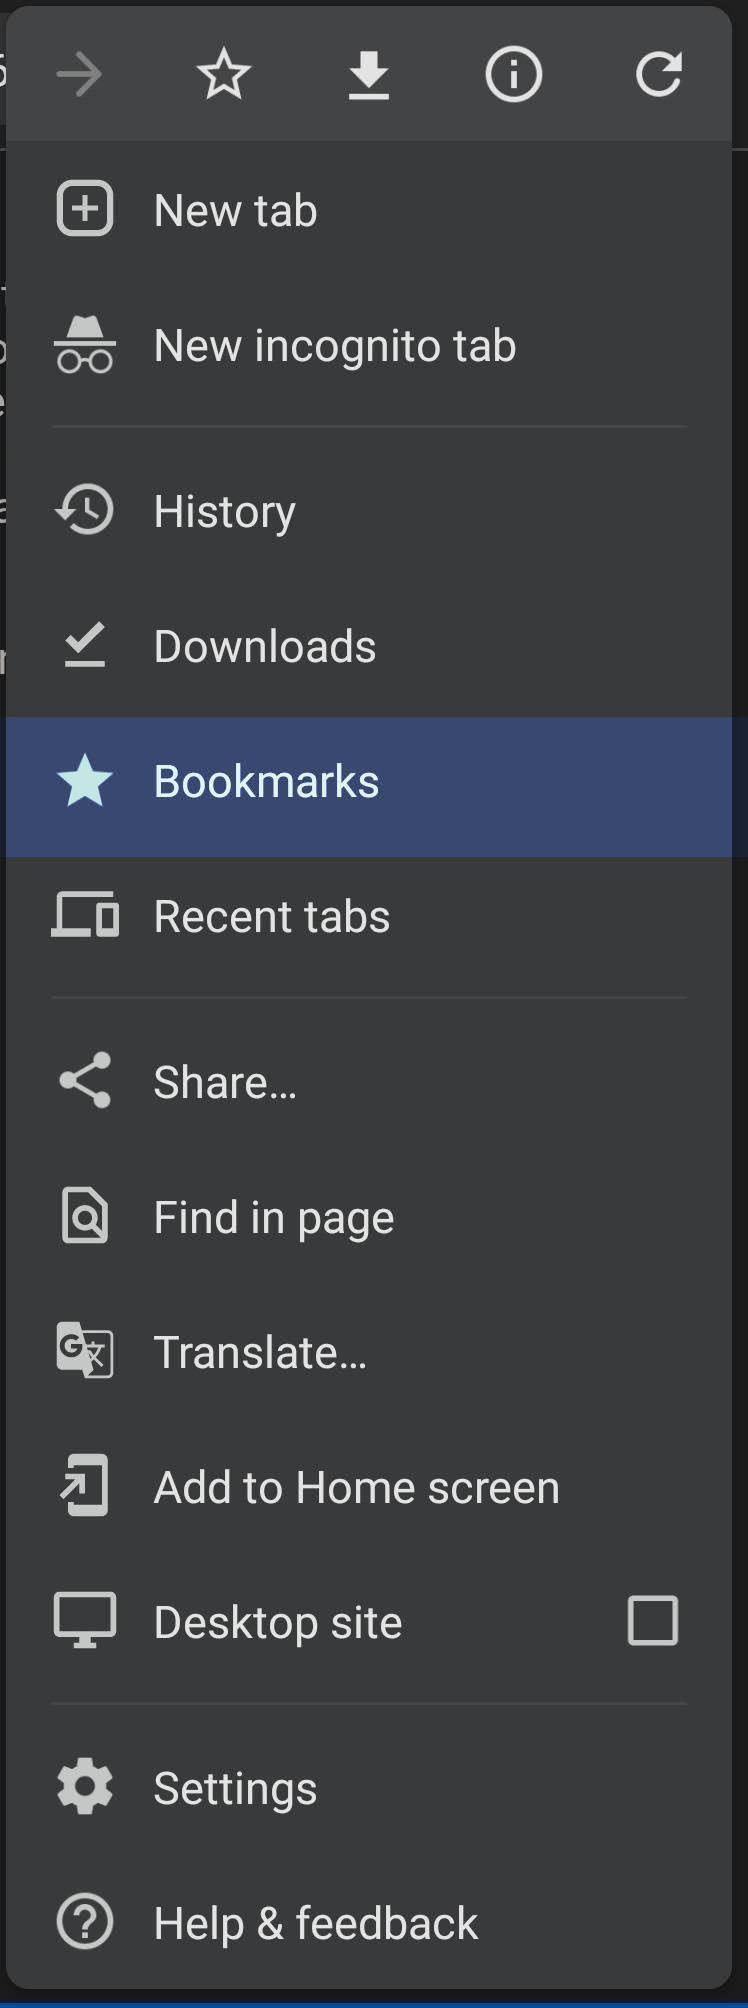 New tab
New incognito tab
History
Downloads
Bookmarks
Recent tabs
Share...
Find in page
Translate...
Add to Home screen
Desktop site
Settings
Help & feedback